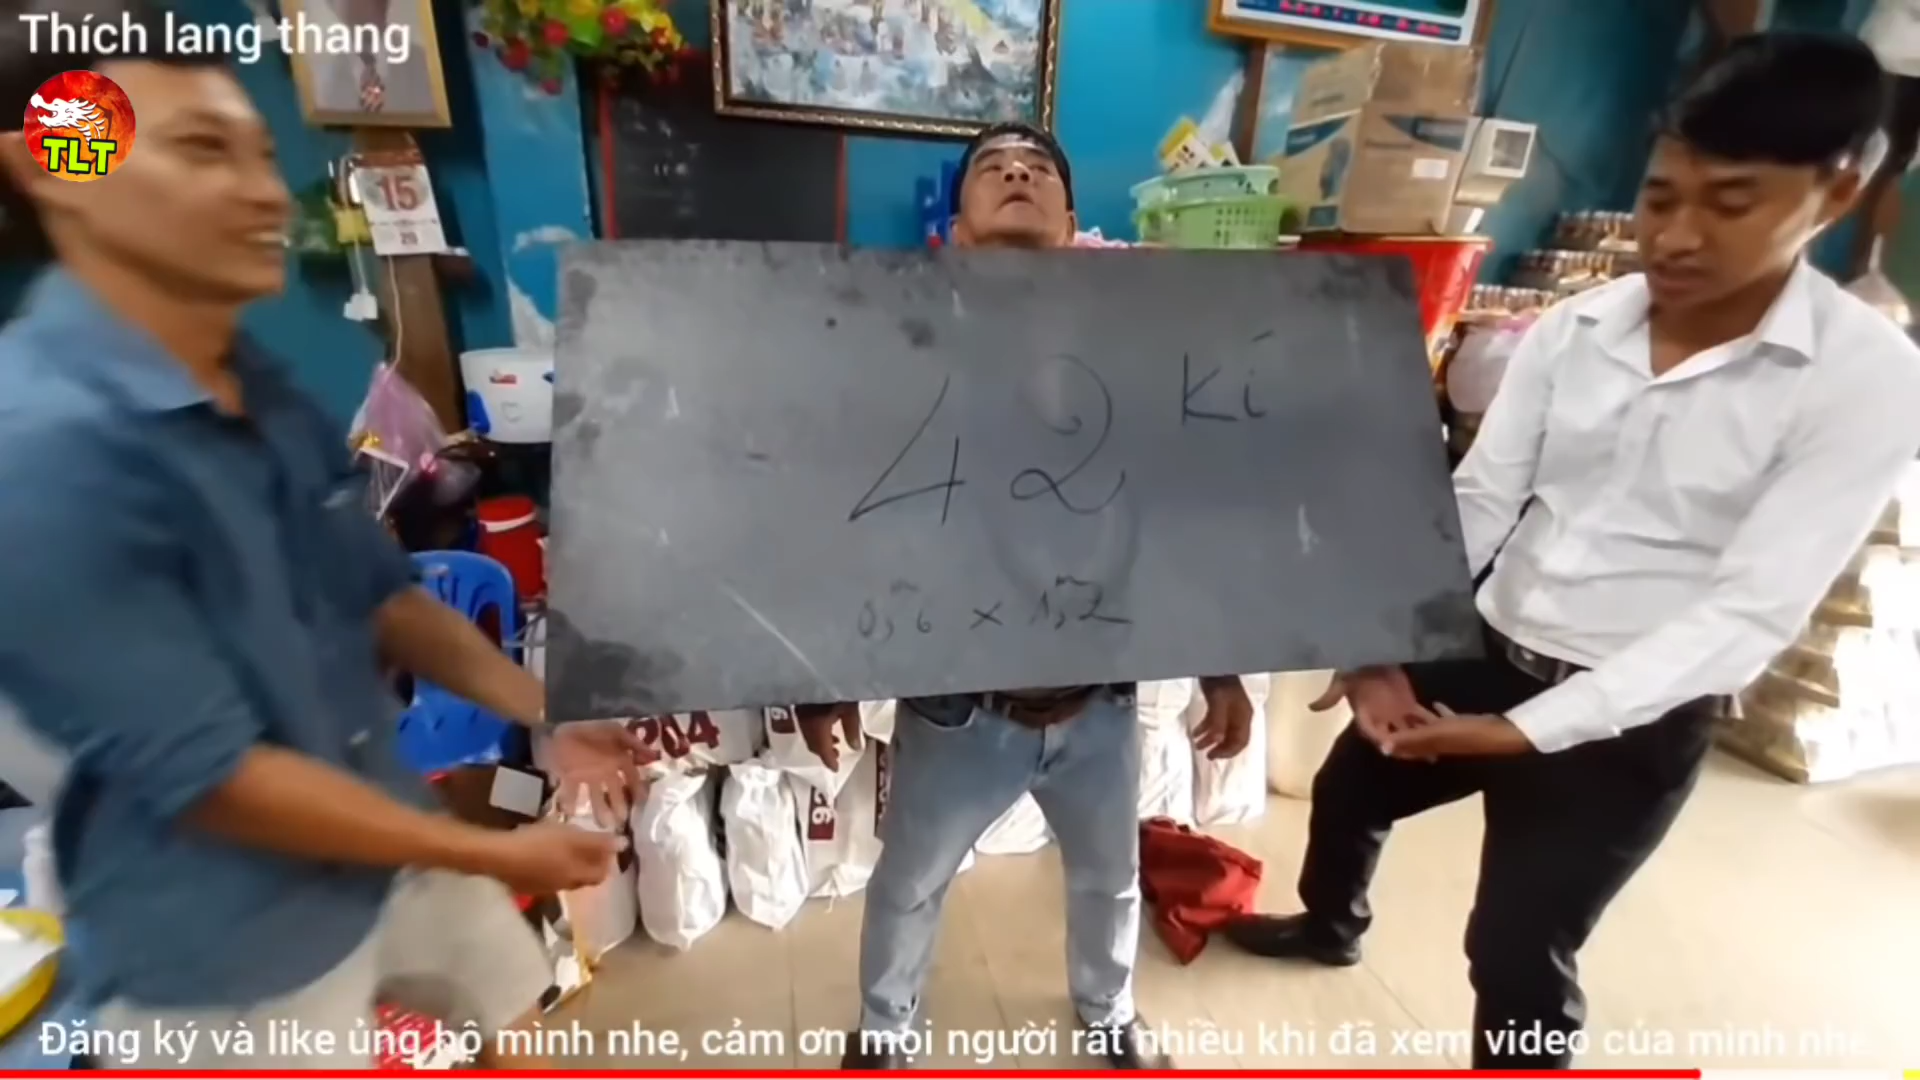 Thích lang thang
TLT
15
20
42 Kí
0,6 m x 1,2 m
204
Đăng ký và like ủng hộ mình nhe, cảm ơn mọi người rất nhiều khi đã xem video của mình nhe